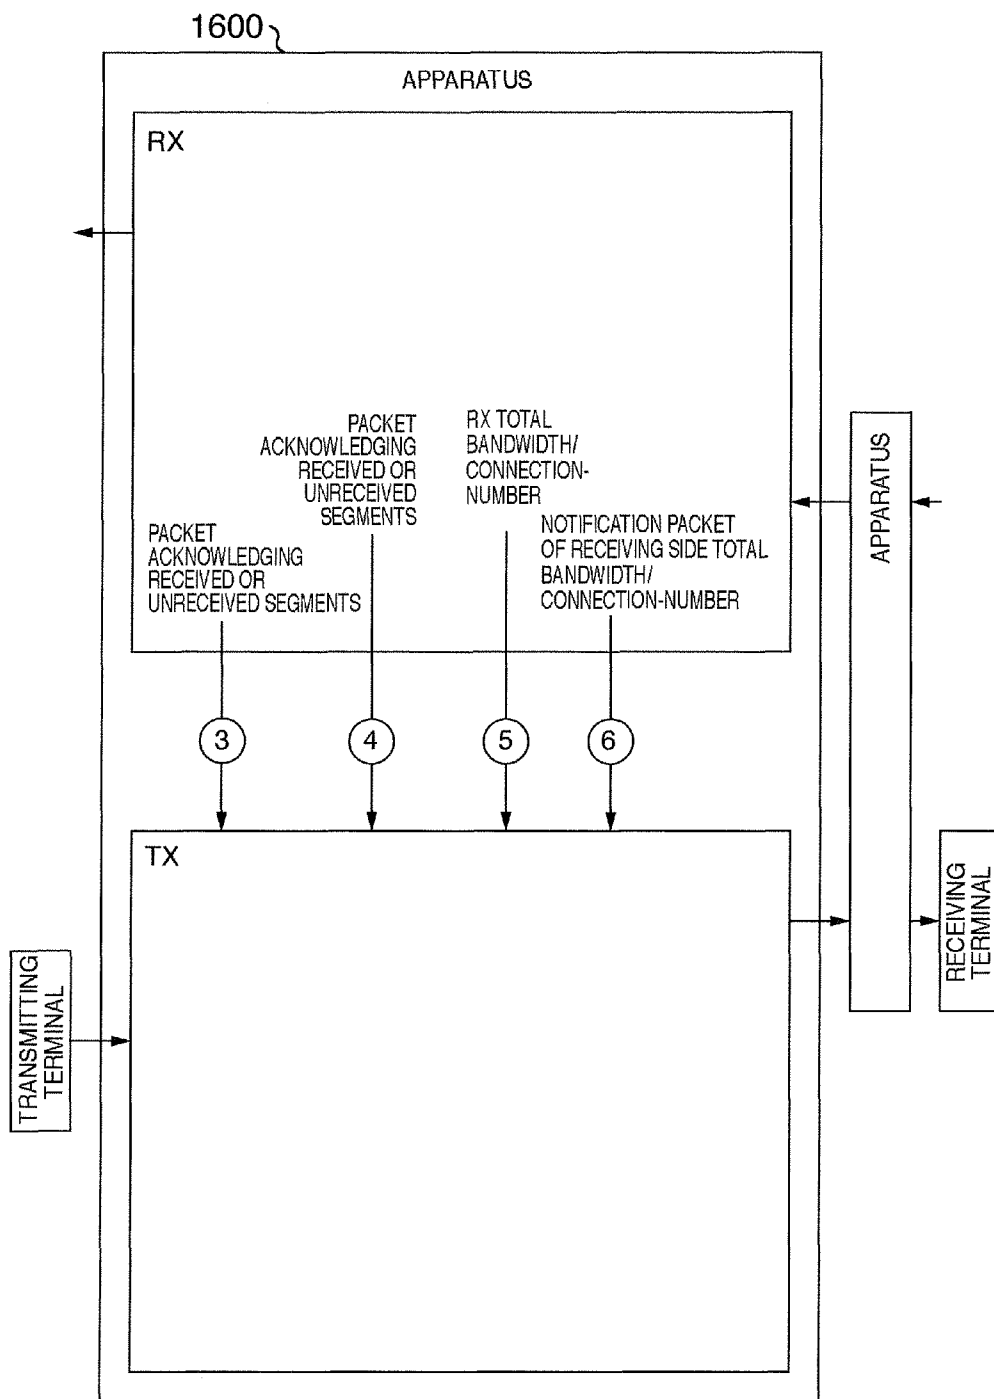 1600
APPARATUS
RX
PACKET
ACKNOWLEDGING
RECEIVED OR
UNRECEIVED
SEGMENTS
RX TOTAL
BANDWIDTH/
CONNECTION-
NUMBER
PACKET
ACKNOWLEDGING
RECEIVED OR
UNRECEIVED SEGMENTS
NOTIFICATION PACKET
OF RECEIVING SIDE TOTAL
BANDWIDTH/
CONNECTION-NUMBER
APPARATUS
3
4
5
6
TX
RECEIVING
TERMINAL
TRANSMITTING
TERMINAL